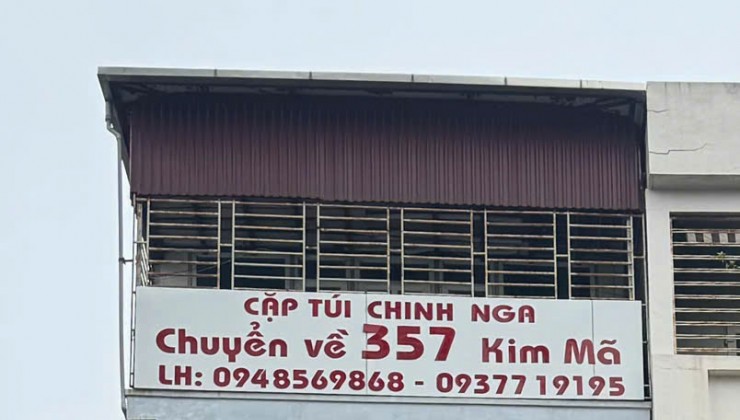 CẶP TÚI CHINH NGA
Chuyển về 357 Kim Mã
LH: 0948569868 - 0937719195